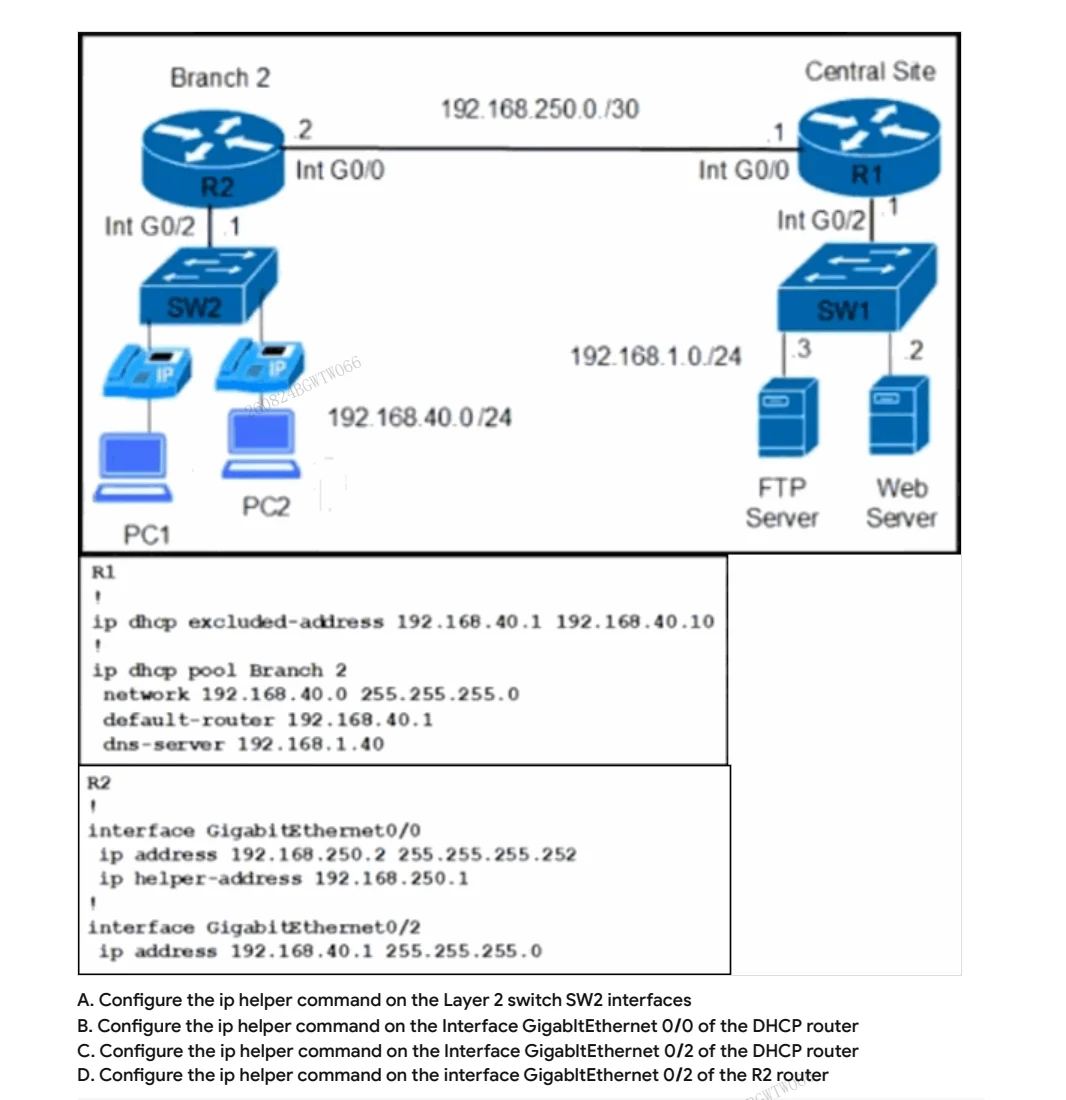 Branch 2
Central Site
192.168.250.0./30
.2
.1
Int G0/0
Int G0/0
R2
R1
Int G0/2
.1
Int G0/2
.1
SW2
SW1
192.168.1.0./24
.3
.2
IP
IP
260824BGWTW066
192.168.40.0/24
PC1
PC2
FTP
Server
Web
Server
R1
!
ip dhcp excluded-address 192.168.40.1 192.168.40.10
!
ip dhcp pool Branch 2
network 192.168.40.0 255.255.255.0
default-router 192.168.40.1
dns-server 192.168.1.40
R2
!
interface GigabitEthernet0/0
ip address 192.168.250.2 255.255.255.252
ip helper-address 192.168.250.1
!
interface GigabitEthernet0/2
ip address 192.168.40.1 255.255.255.0
A. Configure the ip helper command on the Layer 2 switch SW2 interfaces
B. Configure the ip helper command on the Interface GigabltEthernet 0/0 of the DHCP router
C. Configure the ip helper command on the Interface GigabltEthernet 0/2 of the DHCP router
D. Configure the ip helper command on the interface GigabltEthernet 0/2 of the R2 router